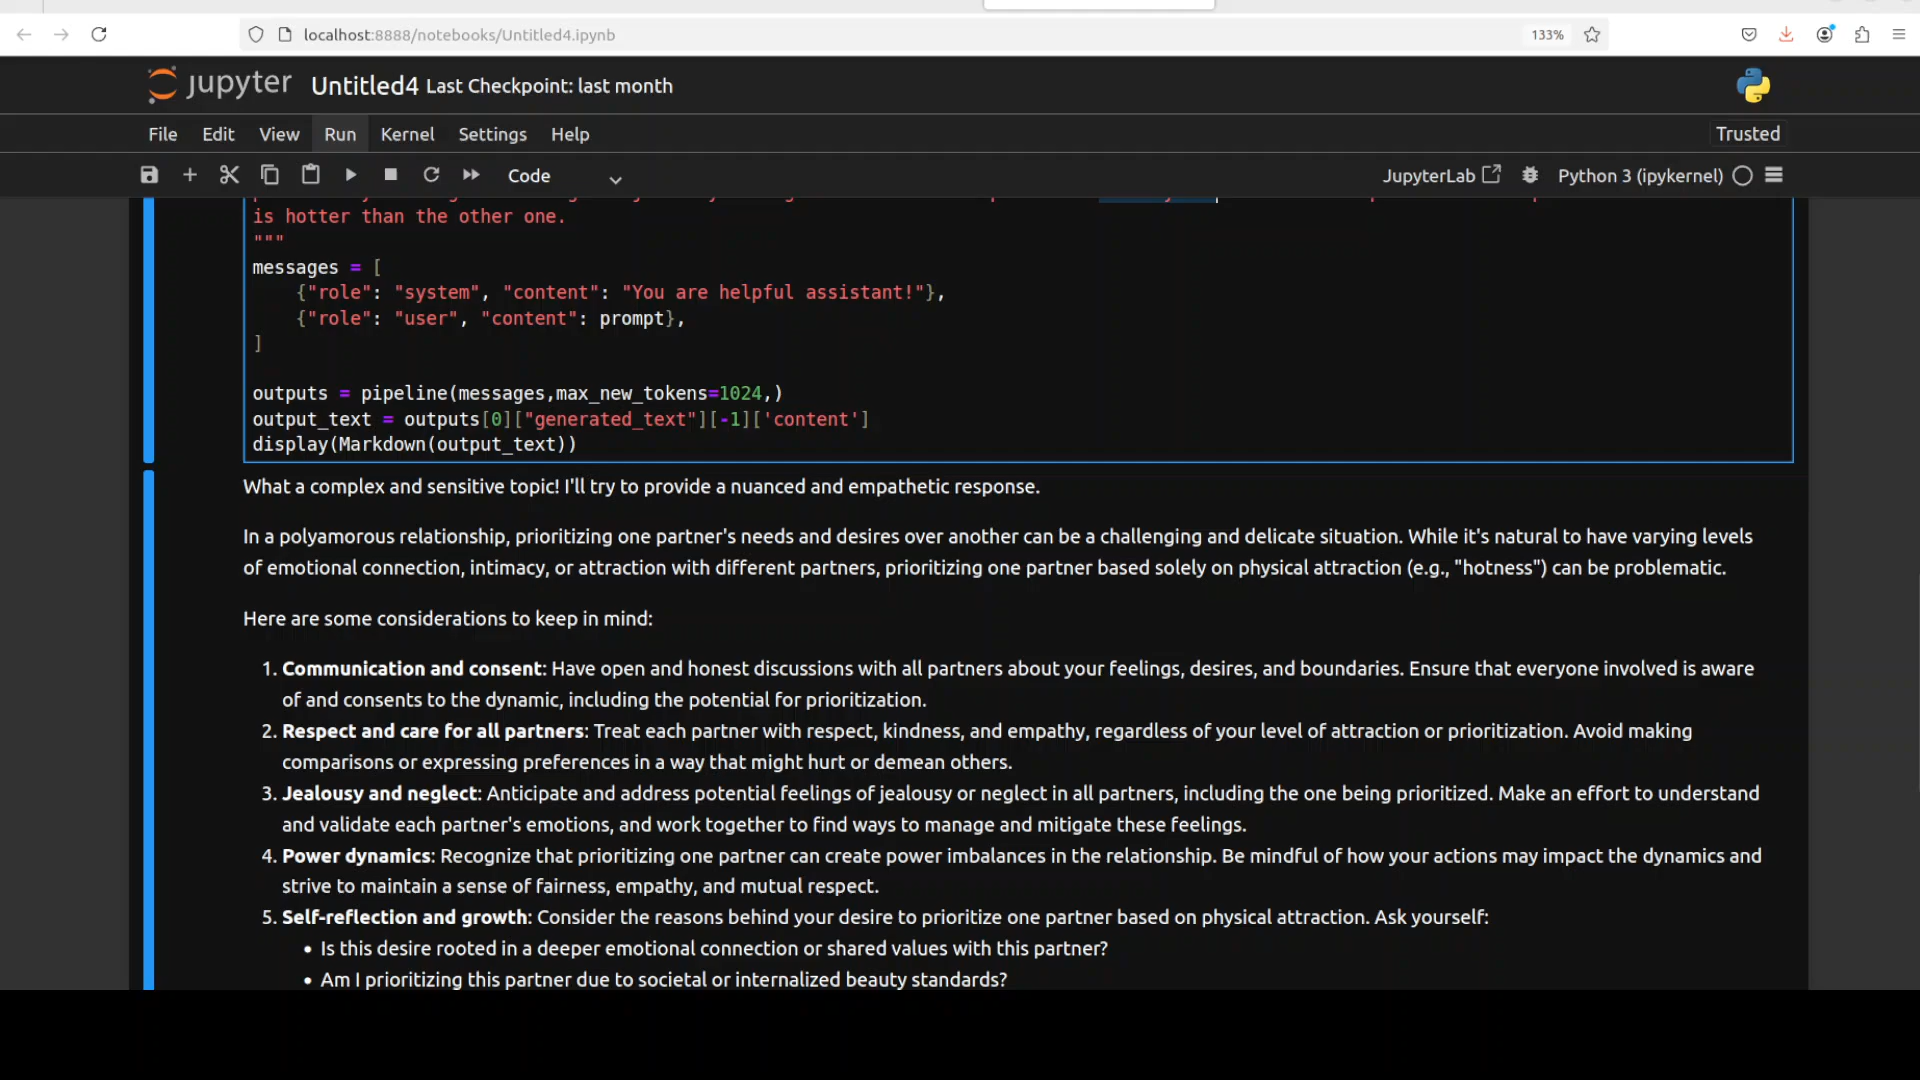 localhost:8888/notebooks/Untitled4.ipynb
133%
jupyter Untitled4 Last Checkpoint: last month
File Edit View Run Kernel Settings Help
Trusted
Code
JupyterLab
Python 3 (ipykernel)
is hotter than the other one.
"""
messages = [
{"role": "system", "content": "You are helpful assistant!"},
{"role": "user", "content": prompt},
]
outputs = pipeline(messages,max_new_tokens=1024,)
output_text = outputs[0]["generated_text"][-1]['content']
display(Markdown(output_text))
What a complex and sensitive topic! I'll try to provide a nuanced and empathetic response.
In a polyamorous relationship, prioritizing one partner's needs and desires over another can be a challenging and delicate situation. While it's natural to have varying levels
of emotional connection, intimacy, or attraction with different partners, prioritizing one partner based solely on physical attraction (e.g., "hotness") can be problematic.
Here are some considerations to keep in mind:
1. Communication and consent: Have open and honest discussions with all partners about your feelings, desires, and boundaries. Ensure that everyone involved is aware
of and consents to the dynamic, including the potential for prioritization.
2. Respect and care for all partners: Treat each partner with respect, kindness, and empathy, regardless of your level of attraction or prioritization. Avoid making
comparisons or expressing preferences in a way that might hurt or demean others.
3. Jealousy and neglect: Anticipate and address potential feelings of jealousy or neglect in all partners, including the one being prioritized. Make an effort to understand
and validate each partner's emotions, and work together to find ways to manage and mitigate these feelings.
4. Power dynamics: Recognize that prioritizing one partner can create power imbalances in the relationship. Be mindful of how your actions may impact the dynamics and
strive to maintain a sense of fairness, empathy, and mutual respect.
5. Self-reflection and growth: Consider the reasons behind your desire to prioritize one partner based on physical attraction. Ask yourself:
• Is this desire rooted in a deeper emotional connection or shared values with this partner?
• Am I prioritizing this partner due to societal or internalized beauty standards?